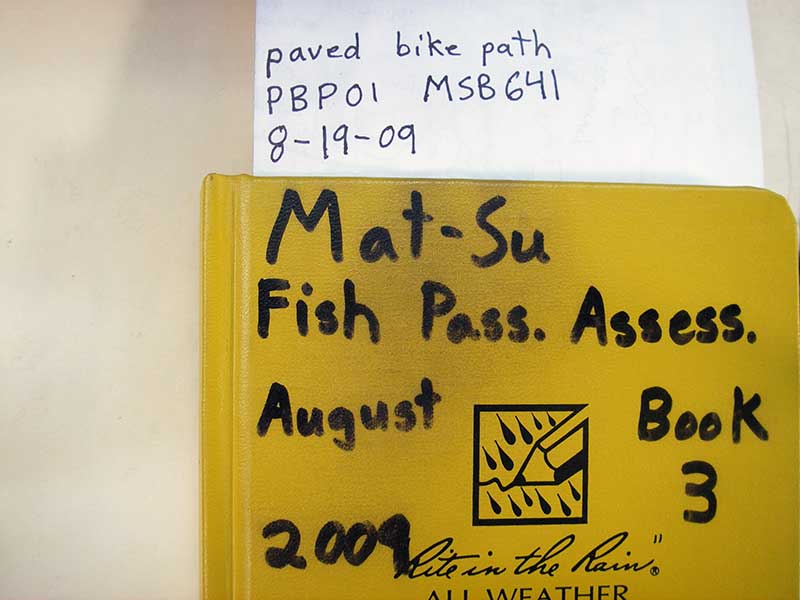 paved bike path
PBP01 MSB641
8-19-09
Mat-Su
Fish Pass. Assess.
August Book
3
2009
"Rite in the Rain"®
ALL WEATHER